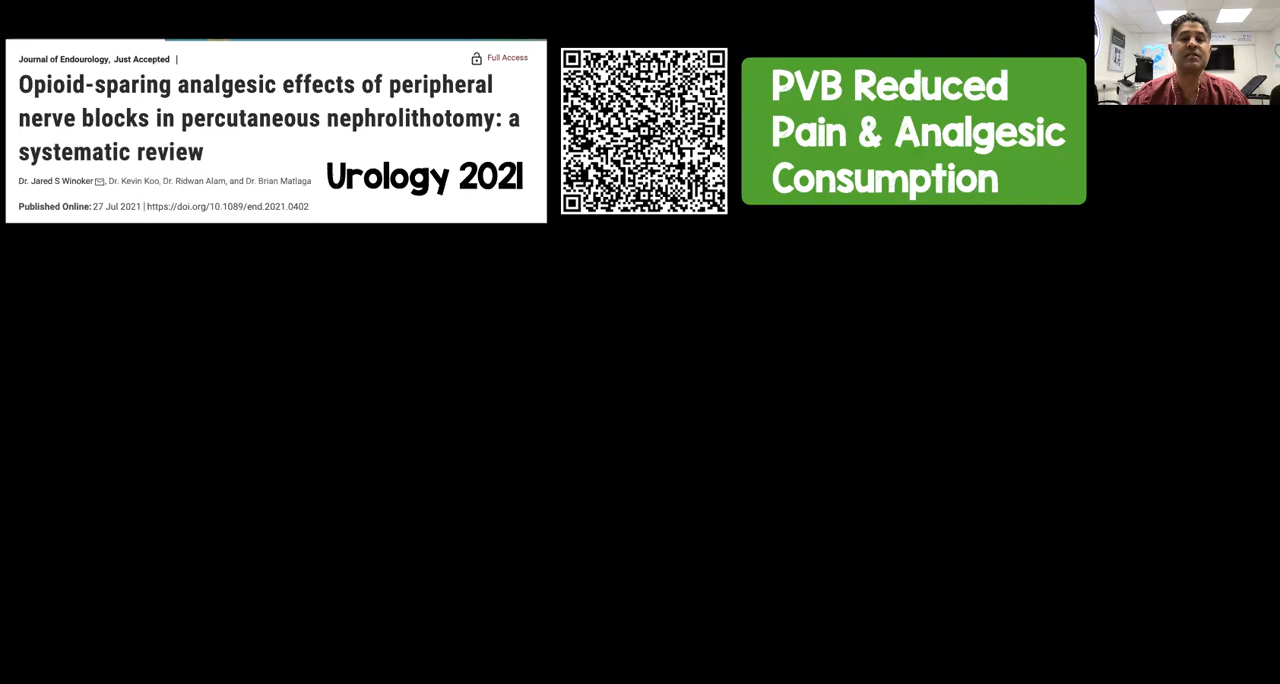 Journal of Endourology, Just Accepted |
Full Access
Opioid-sparing analgesic effects of peripheral
nerve blocks in percutaneous nephrolithotomy: a
systematic review
Urology 2021
Dr. Jared S Winoker, Dr. Kevin Koo, Dr. Ridwan Alam, and Dr. Brian Matlaga
Published Online: 27 Jul 2021 | https://doi.org/10.1089/end.2021.0402
PVB Reduced
Pain & Analgesic
Consumption